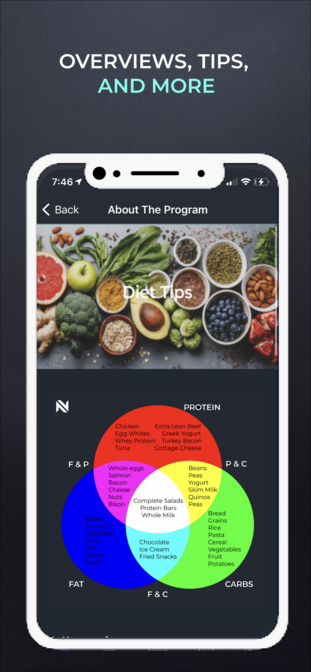 OVERVIEWS, TIPS,
AND MORE
7:46
Back
About The Program
Diet Tips
N
PROTEIN
Chicken Extra Lean Beef
Egg Whites Greek Yogurt
Whey Protein Turkey Bacon
Tuna Cottage Cheese
F & P
P & C
Whole eggs
Salmon
Bacon
Cheese
Nuts
Bison
Beans
Peas
Yogurt
Skim Milk
Quinoa
Peas
Complete Salads
Protein Bars
Whole Milk
Chocolate
Ice Cream
Fried Snacks
Bread
Grains
Rice
Pasta
Cereal
Vegetables
Fruit
Potatoes
FAT
CARBS
F & C